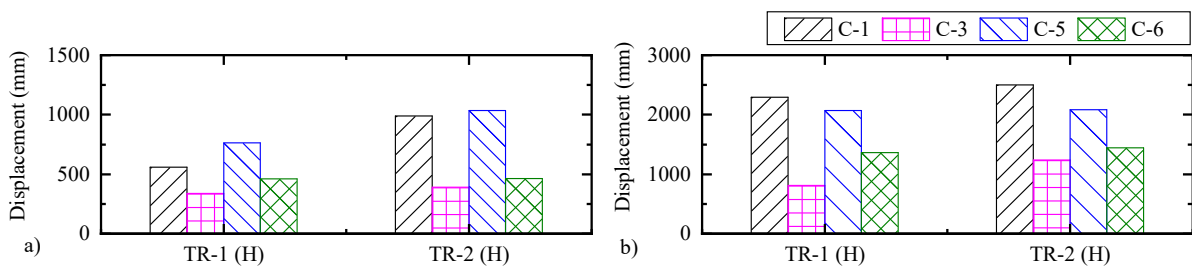 C-1 C-3 C-5 C-6
Displacement (mm)
1500
1000
500
0
TR-1 (H) TR-2 (H)
a)
Displacement (mm)
3000
2000
1000
0
TR-1 (H) TR-2 (H)
b)